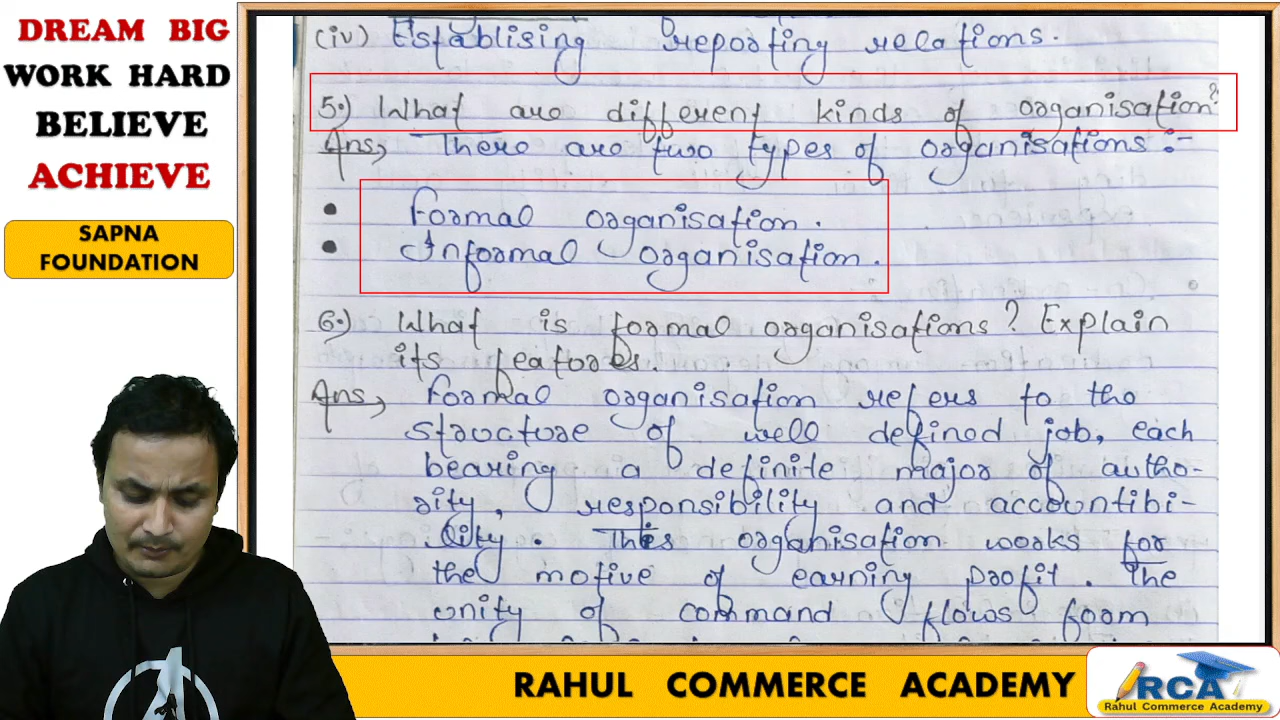 DREAM BIG
WORK HARD
BELIEVE
ACHIEVE
SAPNA
FOUNDATION
(iv) Establising reporting relations.
5.) What are different kinds of organisation?
Ans, There are two types of organisations :-
• Formal organisation.
• Informal organisation.
6.) What is formal organisations? Explain
its features.
Ans, Formal organisation refers to the
structure of well defined job, each
bearing a definite major of autho-
rity, responsibility and accountibi-
lity. This organisation works for
the motive of earning profit. The
unity of command flows form
RAHUL COMMERCE ACADEMY
RCA
Rahul Commerce Academy